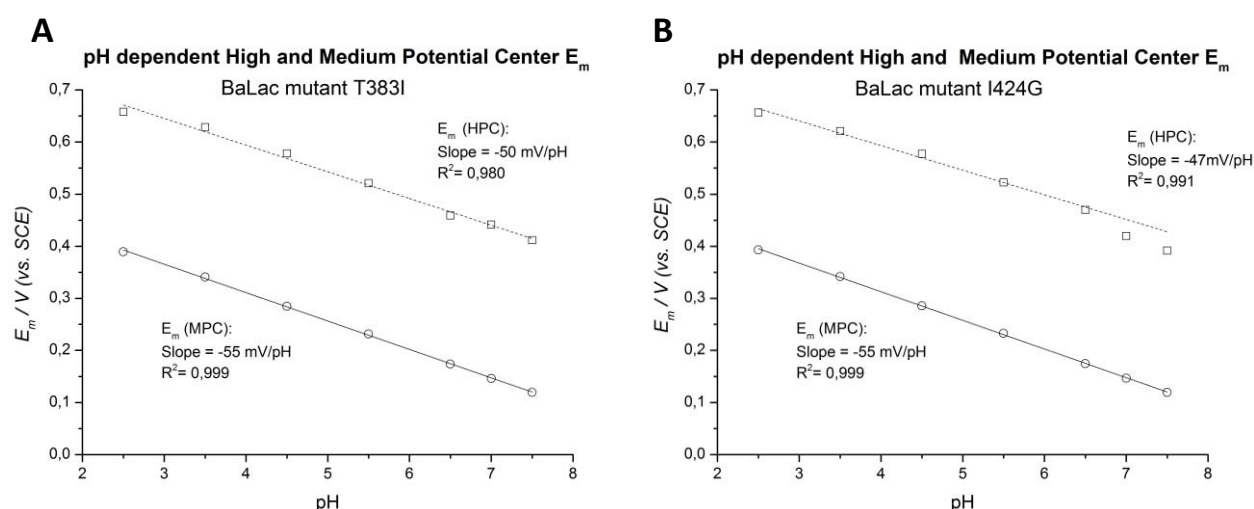 A
pH dependent High and Medium Potential Center Em
BaLac mutant T383I
0,7
0,6
0,5
0,4
0,3
0,2
0,1
0,0
Em / V (vs. SCE)
Em (HPC):
Slope = -50 mV/pH
R2= 0,980
Em (MPC):
Slope = -55 mV/pH
R2= 0,999
2 3 4 5 6 7 8
pH
B
pH dependent High and Medium Potential Center Em
BaLac mutant I424G
0,7
0,6
0,5
0,4
0,3
0,2
0,1
0,0
Em / V (vs. SCE)
Em (HPC):
Slope = -47mV/pH
R2= 0,991
Em (MPC):
Slope = -55 mV/pH
R2= 0,999
2 3 4 5 6 7 8
pH